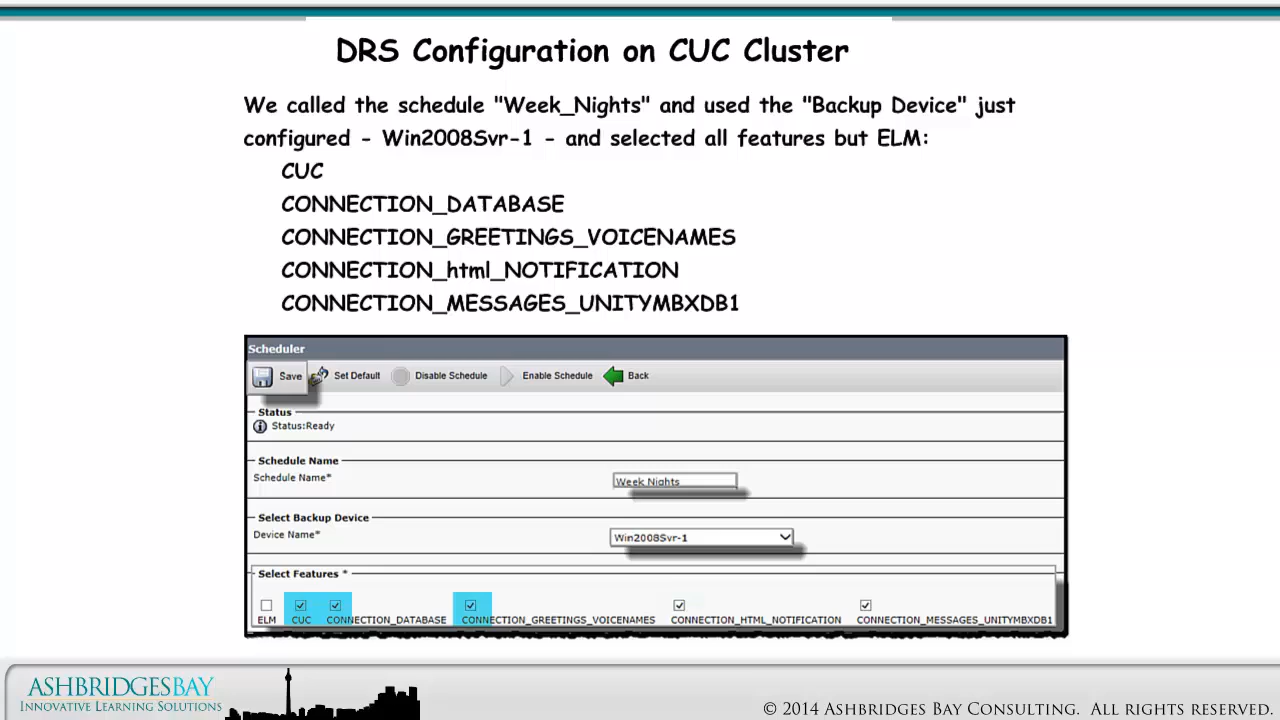 DRS Configuration on CUC Cluster
We called the schedule "Week_Nights" and used the "Backup Device" just
configured - Win2008Svr-1 - and selected all features but ELM:
CUC
CONNECTION_DATABASE
CONNECTION_GREETINGS_VOICENAMES
CONNECTION_html_NOTIFICATION
CONNECTION_MESSAGES_UNITYMBXDB1
Scheduler
Save Set Default Disable Schedule Enable Schedule Back
Status
Status:Ready
Schedule Name
Schedule Name* Week_Nights
Select Backup Device
Device Name* Win2008Svr-1
Select Features *
ELM CUC CONNECTION_DATABASE CONNECTION_GREETINGS_VOICENAMES CONNECTION_HTML_NOTIFICATION CONNECTION_MESSAGES_UNITYMBXDB1
ASHBRIDGESBAY
INNOVATIVE LEARNING SOLUTIONS
© 2014 ASHBRIDGES BAY CONSULTING. ALL RIGHTS RESERVED.